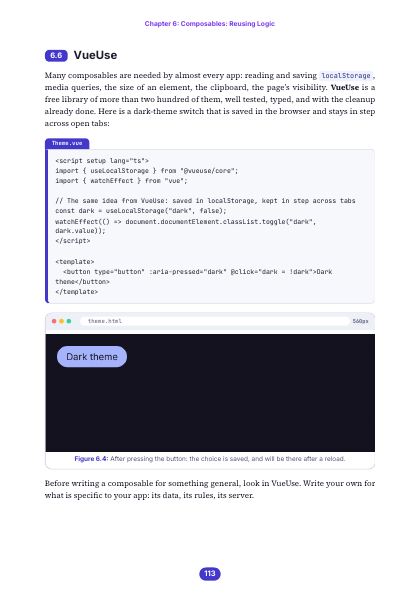 Chapter 6: Composables: Reusing Logic
6.6 VueUse
Many composables are needed by almost every app: reading and saving localStorage,
media queries, the size of an element, the clipboard, the page's visibility. VueUse is a
free library of more than two hundred of them, well tested, typed, and with the cleanup
already done. Here is a dark-theme switch that is saved in the browser and stays in step
across open tabs:
Theme.vue
<script setup lang="ts">
import { useLocalStorage } from "@vueuse/core";
import { watchEffect } from "vue";
// The same idea from VueUse: saved in localStorage, kept in step across tabs
const dark = useLocalStorage("dark", false);
watchEffect(() => document.documentElement.classList.toggle("dark",
dark.value));
</script>
<template>
  <button type="button" :aria-pressed="dark" @click="dark = !dark">Dark
theme</button>
</template>
theme.html 560px
Dark theme
Figure 6.4: After pressing the button: the choice is saved, and will be there after a reload.
Before writing a composable for something general, look in VueUse. Write your own for
what is specific to your app: its data, its rules, its server.
113